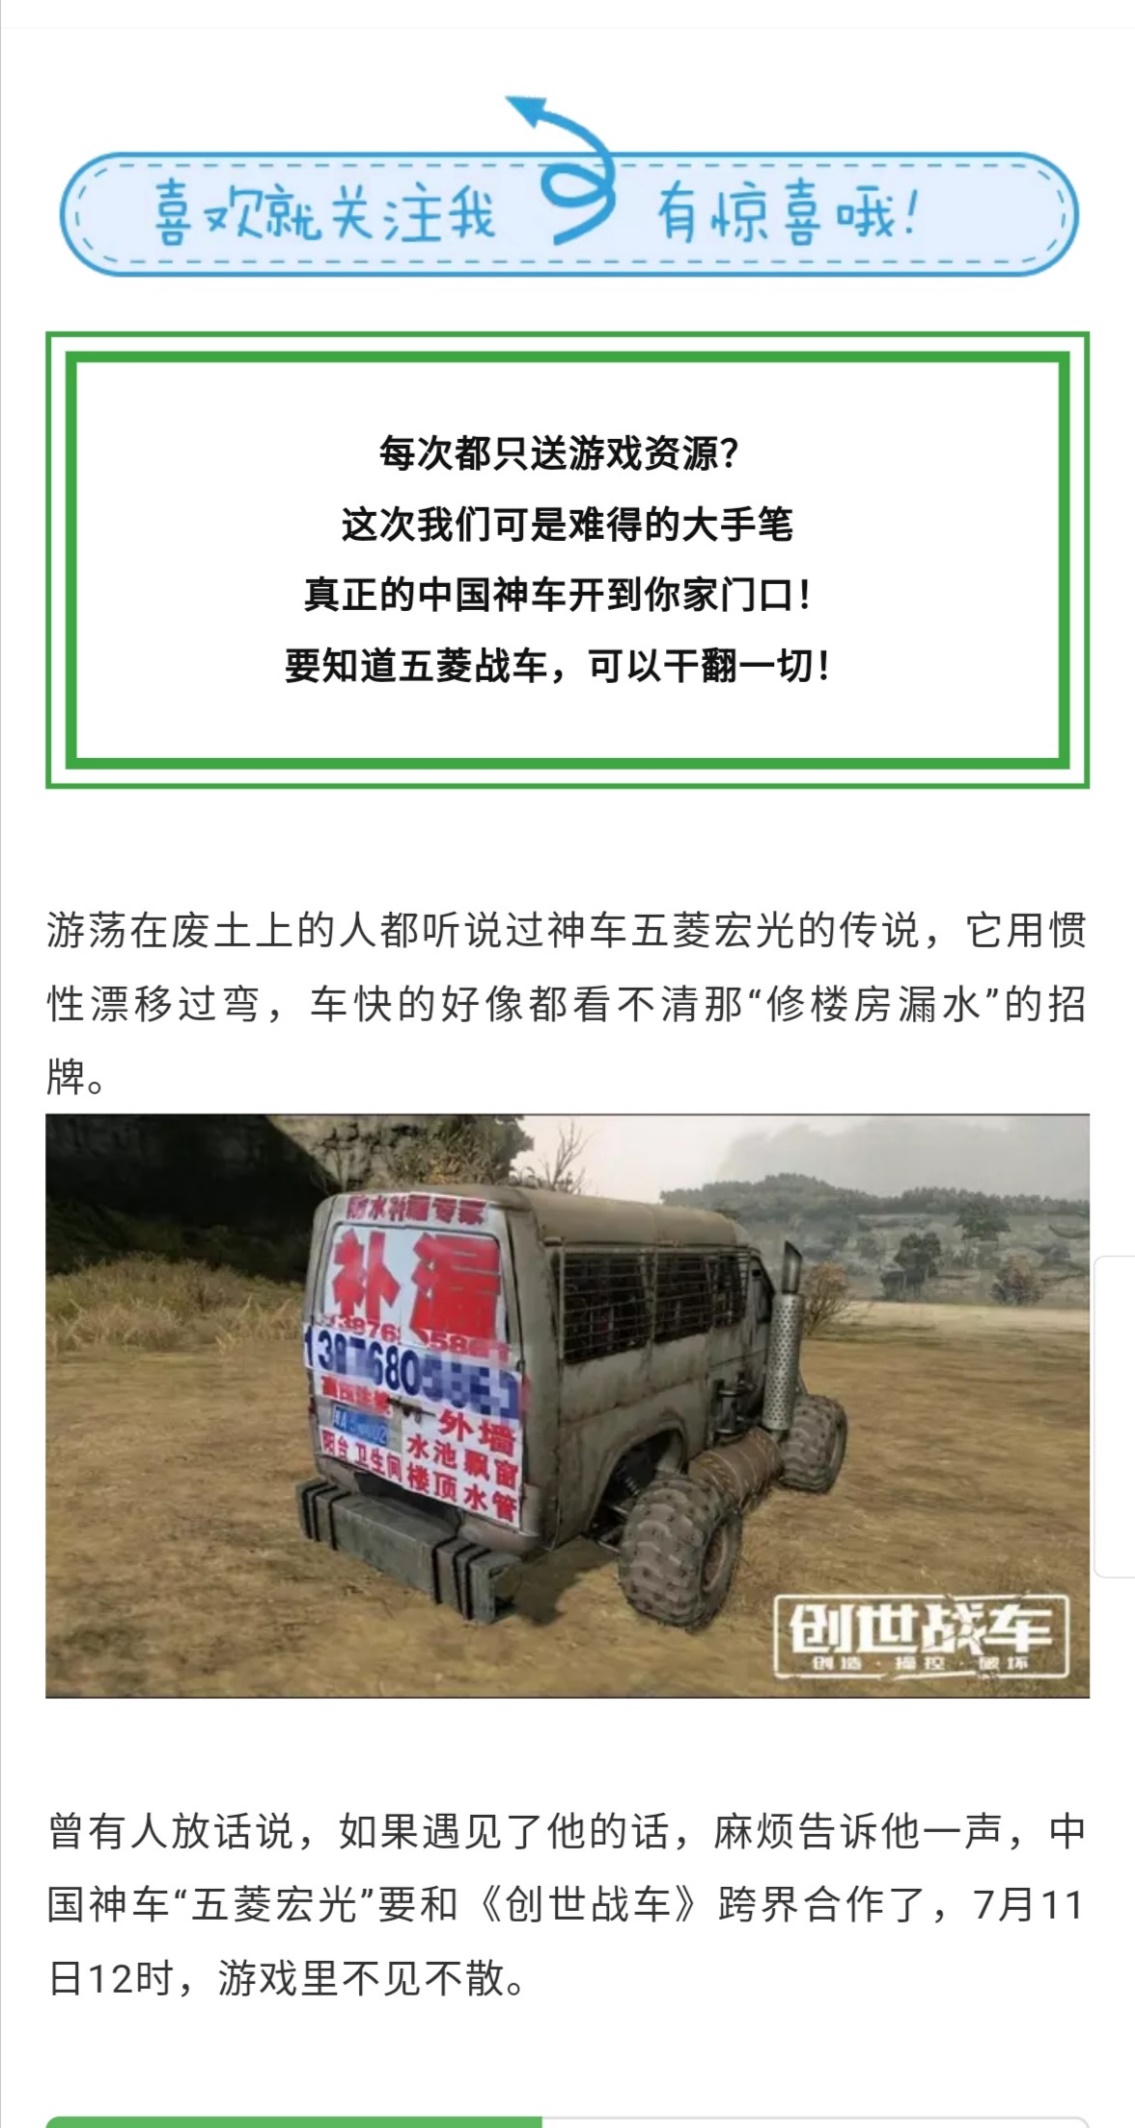 喜欢就关注我 有惊喜哦!
每次都只送游戏资源?
这次我们可是难得的大手笔
真正的中国神车开到你家门口!
要知道五菱战车，可以干翻一切!
游荡在废土上的人都听说过神车五菱宏光的传说，它用惯
性漂移过弯，车快的好像都看不清那“修楼房漏水”的招
牌。
防水补漏专家
补漏
外墙
水池飘窗
阳台 卫生间 楼顶水管
创世战车
创造·操控·破坏
曾有人放话说，如果遇见了他的话，麻烦告诉他一声，中
国神车“五菱宏光”要和《创世战车》跨界合作了，7月11
日12时，游戏里不见不散。